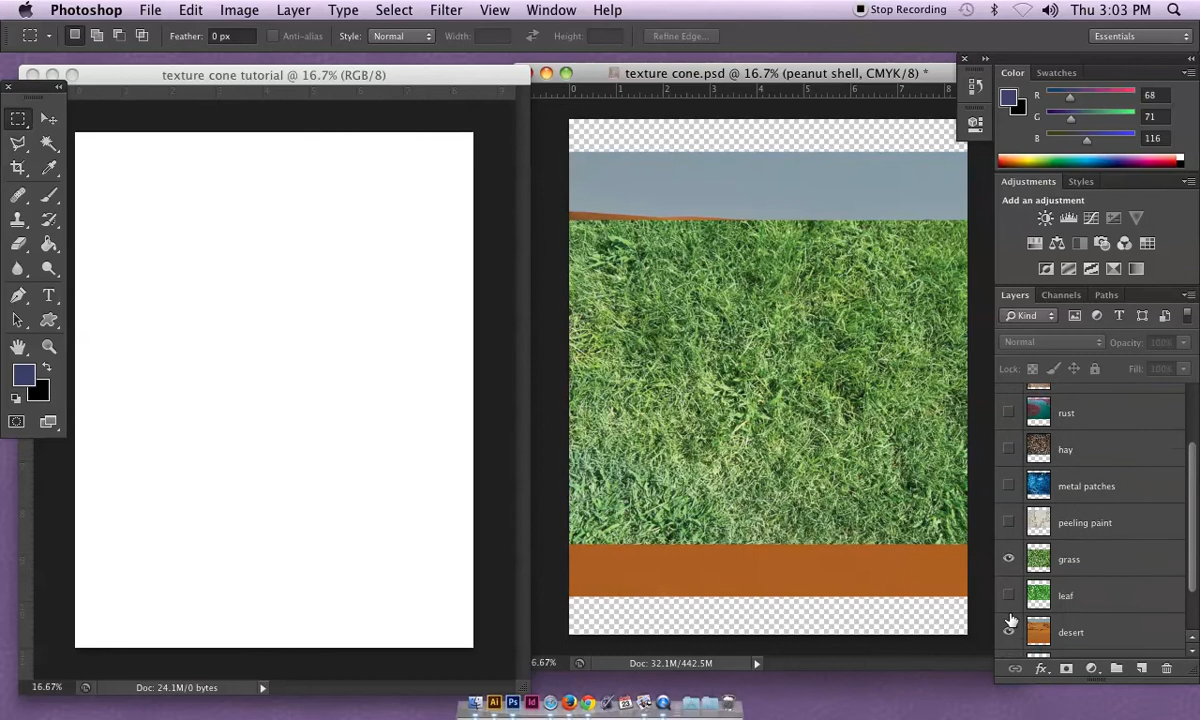 Photoshop File Edit Image Layer Type Select Filter View Window Help Stop Recording Thu 3:03 PM
Feather: 0 px Anti-alias Style: Normal Width: Height: Refine Edge... Essentials
texture cone tutorial @ 16.7% (RGB/8)
texture cone.psd @ 16.7% (peanut shell, CMYK/8) *
Color Swatches
R 68
G 71
B 116
Adjustments Styles
Add an adjustment
Layers Channels Paths
Kind
Normal Opacity: 100%
Lock: Fill: 100%
rust
hay
metal patches
peeling paint
grass
leaf
desert
6.67% Doc: 32.1M/442.5M
16.67% Doc: 24.1M/0 bytes